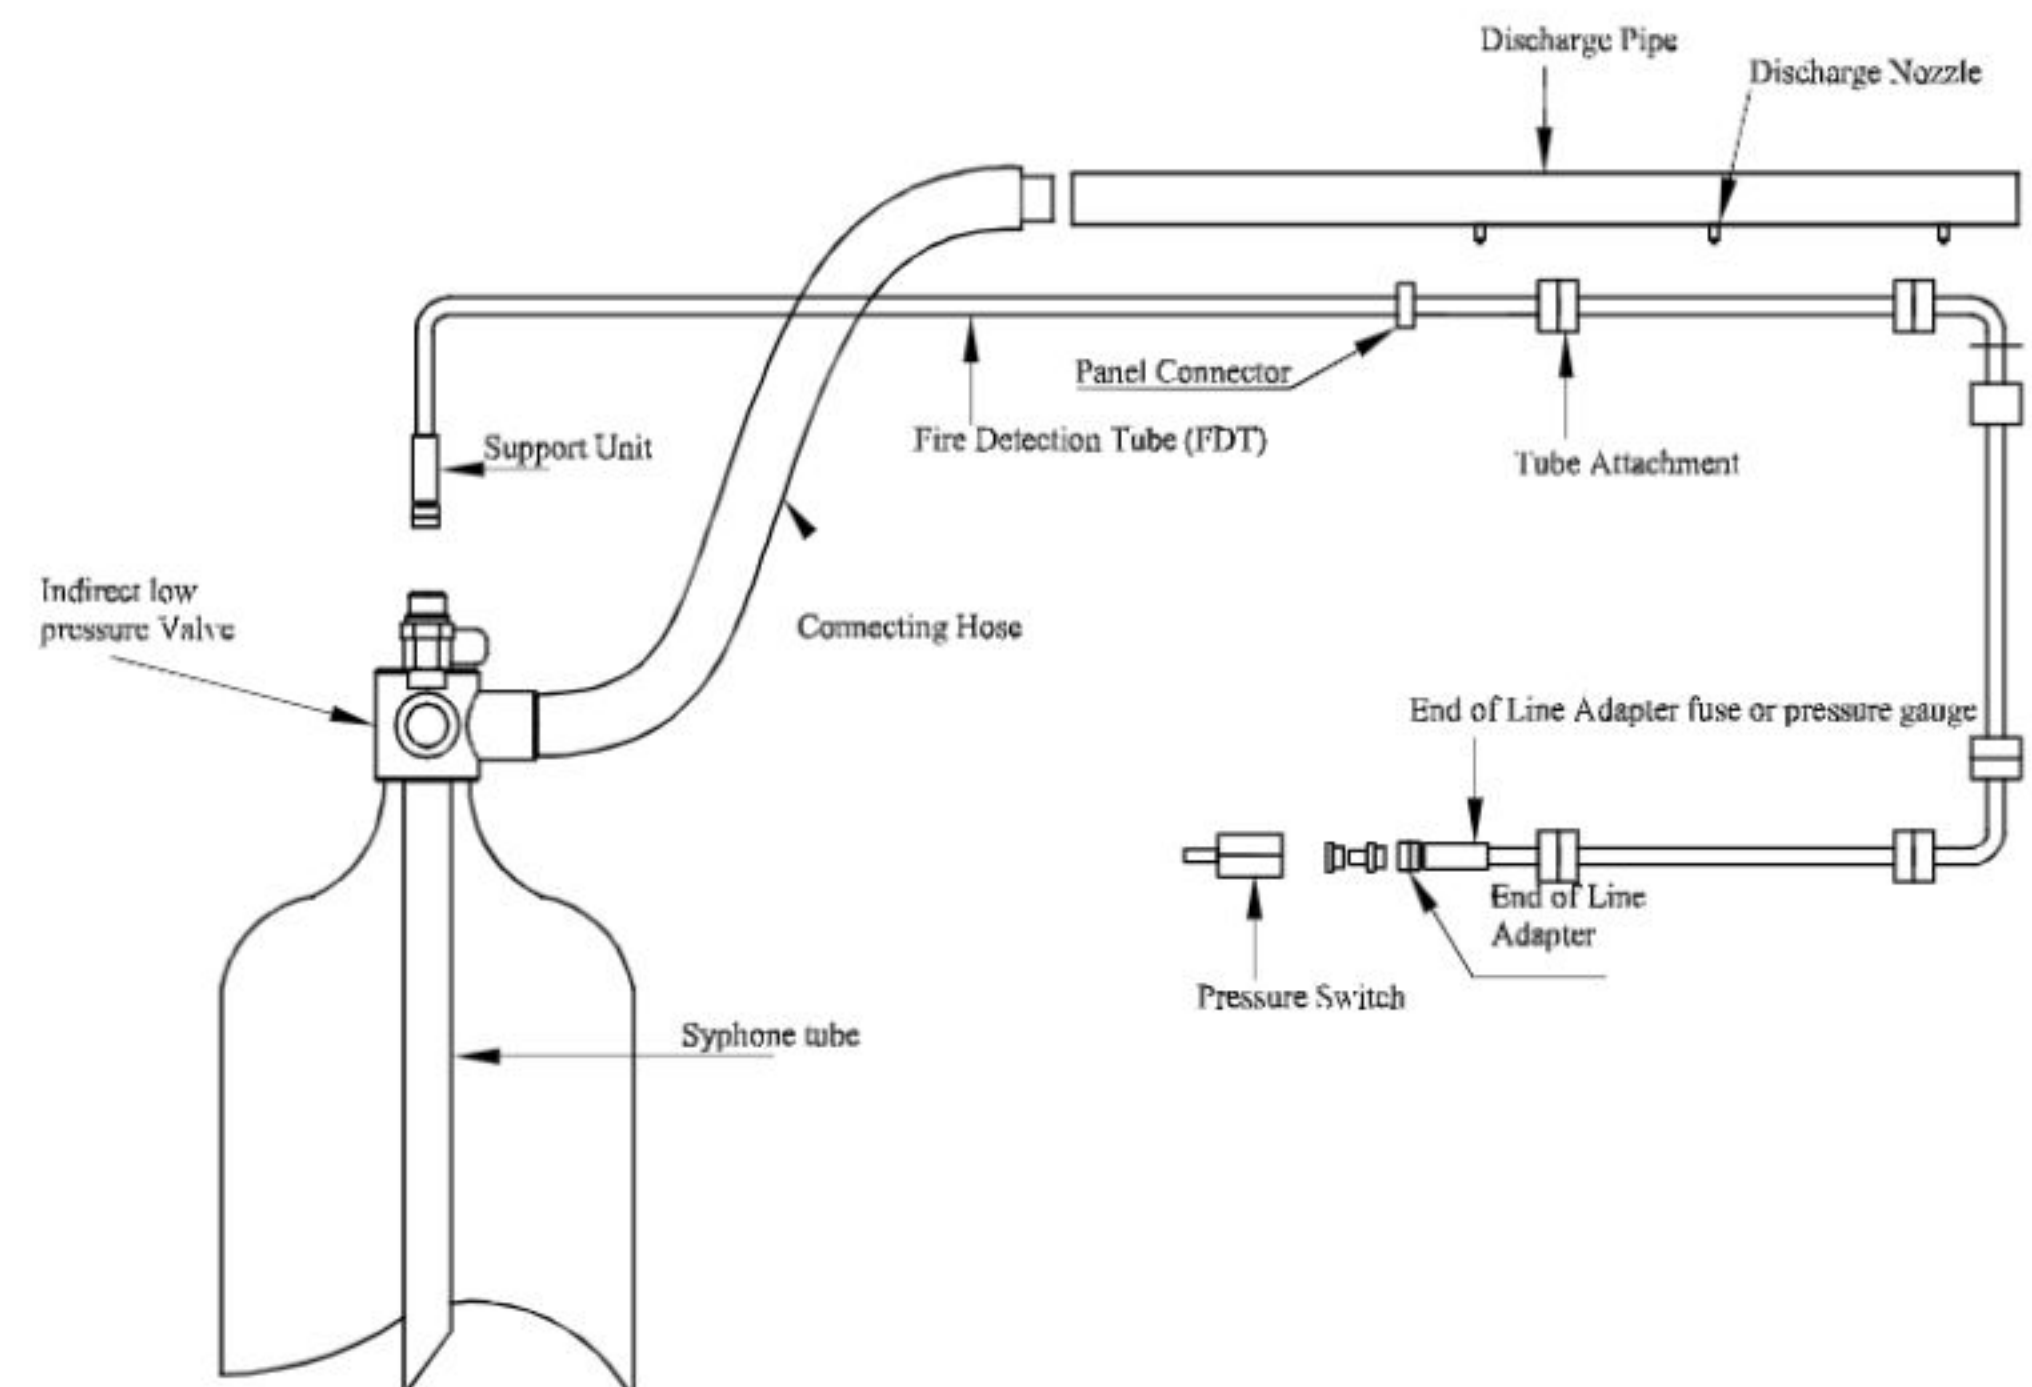 Discharge Pipe
Discharge Nozzle
Panel Connector
Support Unit
Fire Detection Tube (FDT)
Tube Attachment
Indirect low
pressure Valve
Connecting Hose
End of Line Adapter fuse or pressure gauge
End of Line
Adapter
Pressure Switch
Syphone tube